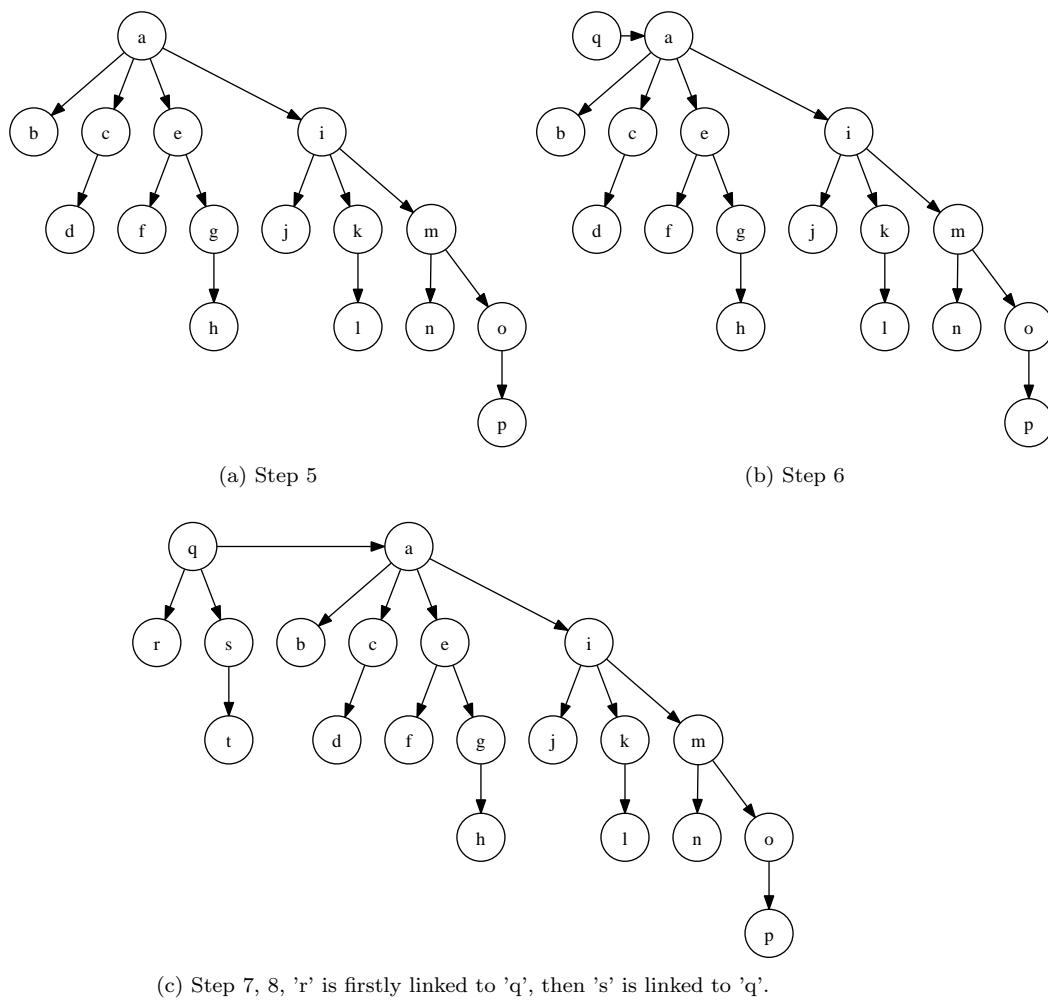 a
b c e i
d f g j k m
h l n o
p
(a) Step 5
q a
b c e i
d f g j k m
h l n o
p
(b) Step 6
q a
r s b c e i
t d f g j k m
h l n o
p
(c) Step 7, 8, ’r’ is firstly linked to ’q’, then ’s’ is linked to ’q’.